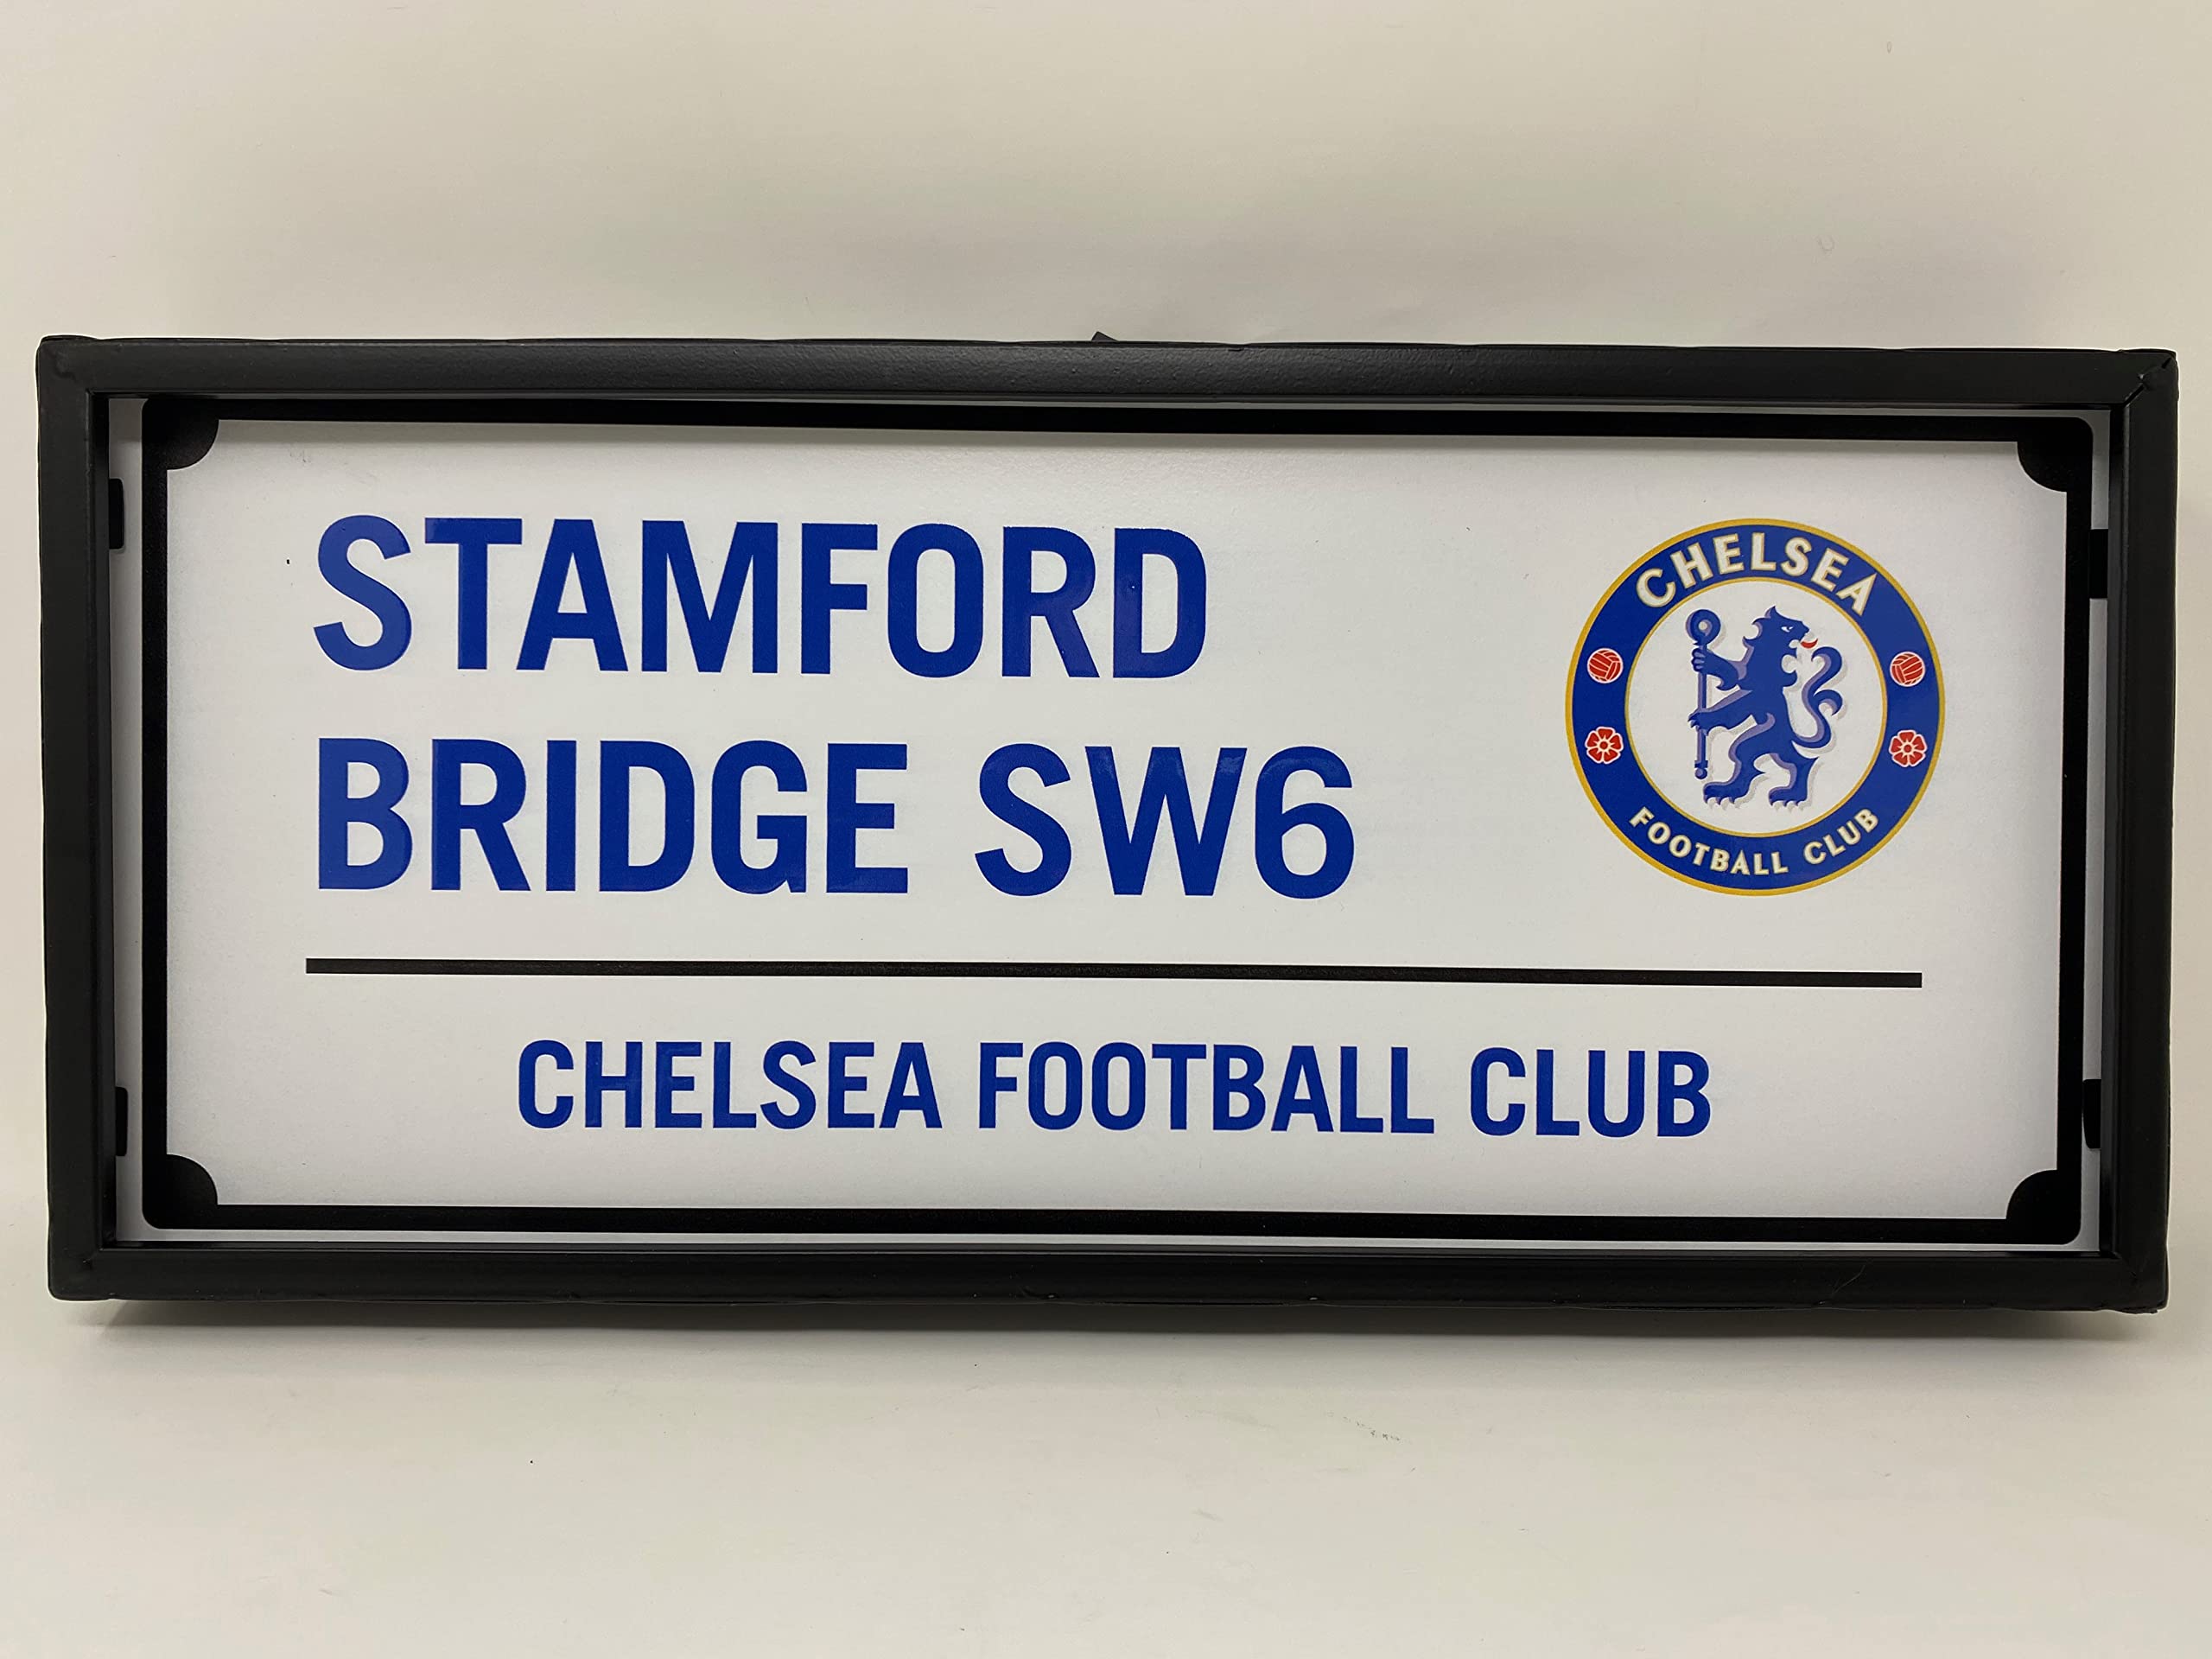 STAMFORD
BRIDGE SW6
CHELSEA
FOOTBALL CLUB
CHELSEA FOOTBALL CLUB